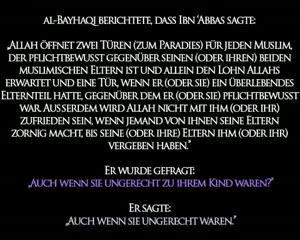 al-Bayhaqi berichtete, dass Ibn 'Abbas sagte:
„Allah öffnet zwei Türen (zum Paradies) für jeden Muslim,
der pflichtbewusst gegenüber seinen (oder ihren) beiden
muslimischen Eltern ist und allein den Lohn Allahs
erwartet und eine Tür, wenn er (oder sie) ein überlebendes
Elternteil hatte, gegenüber dem er (oder sie) pflichtbewusst
war. Ausserdem wird Allah nicht mit ihm (oder ihr)
zufrieden sein, wenn jemand von ihnen seine Eltern
zornig macht, bis seine (oder ihre) Eltern ihm (oder ihr)
vergeben haben."
Er wurde gefragt:
„Auch wenn sie ungerecht zu ihrem Kind waren?"
Er sagte:
„Auch wenn sie ungerecht waren."